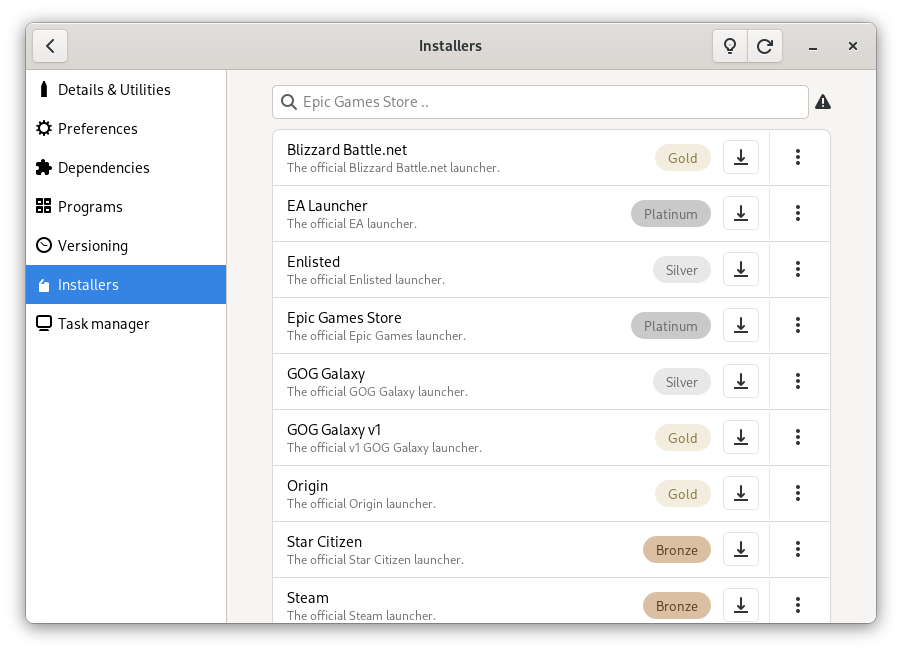 Installers
Details & Utilities
Preferences
Dependencies
Programs
Versioning
Installers
Task manager
Epic Games Store ..
Blizzard Battle.net
The official Blizzard Battle.net launcher.
Gold
EA Launcher
The official EA launcher.
Platinum
Enlisted
The official Enlisted launcher.
Silver
Epic Games Store
The official Epic Games launcher.
Platinum
GOG Galaxy
The official GOG Galaxy launcher.
Silver
GOG Galaxy v1
The official v1 GOG Galaxy launcher.
Gold
Origin
The official Origin launcher.
Gold
Star Citizen
The official Star Citizen launcher.
Bronze
Steam
The official Steam launcher.
Bronze